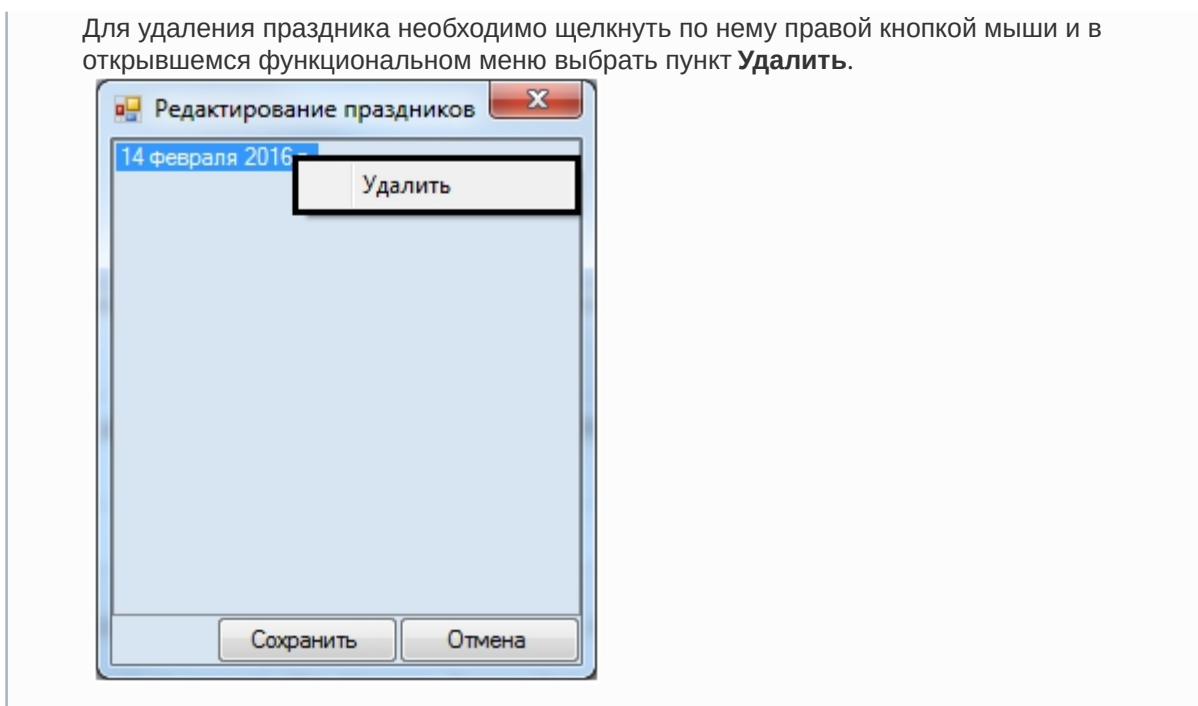 Для удаления праздника необходимо щелкнуть по нему правой кнопкой мыши и в
открывшемся функциональном меню выбрать пункт Удалить.
Редактирование праздников
14 февраля 2016
Удалить
Сохранить Отмена